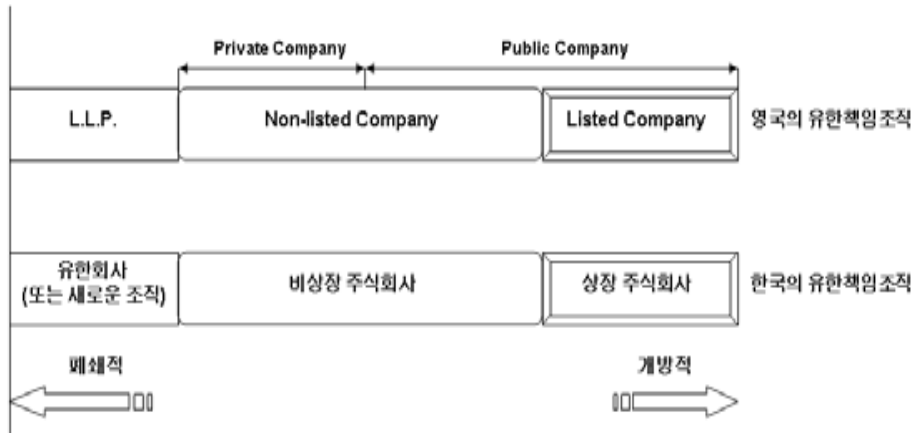 Private Company
Public Company
L.L.P.
Non-listed Company
Listed Company
영국의 유한책임조직
유한회사
(또는 새로운 조직)
비상장 주식회사
상장 주식회사
한국의 유한책임조직
폐쇄적
개방적